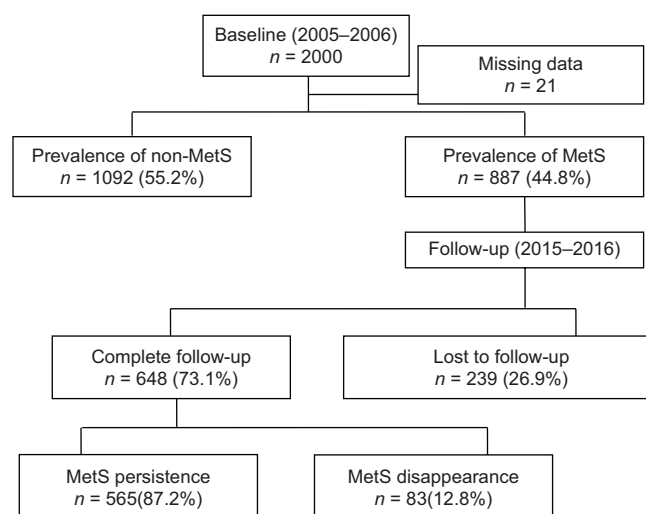 Baseline (2005–2006)
n = 2000
Missing data
n = 21
Prevalence of non-MetS
n = 1092 (55.2%)
Prevalence of MetS
n = 887 (44.8%)
Follow-up (2015–2016)
Complete follow-up
n = 648 (73.1%)
Lost to follow-up
n = 239 (26.9%)
MetS persistence
n = 565(87.2%)
MetS disappearance
n = 83(12.8%)